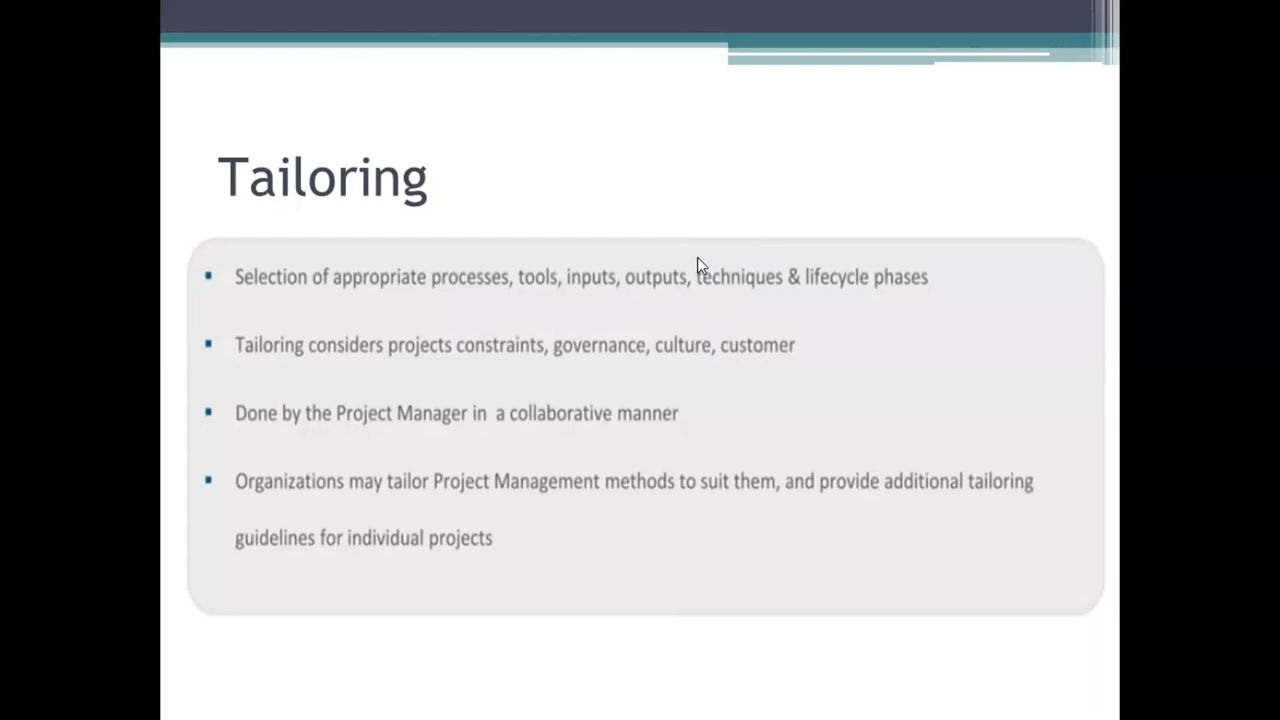 Tailoring
Selection of appropriate processes, tools, inputs, outputs, techniques & lifecycle phases
Tailoring considers projects constraints, governance, culture, customer
Done by the Project Manager in a collaborative manner
Organizations may tailor Project Management methods to suit them, and provide additional tailoring
guidelines for individual projects